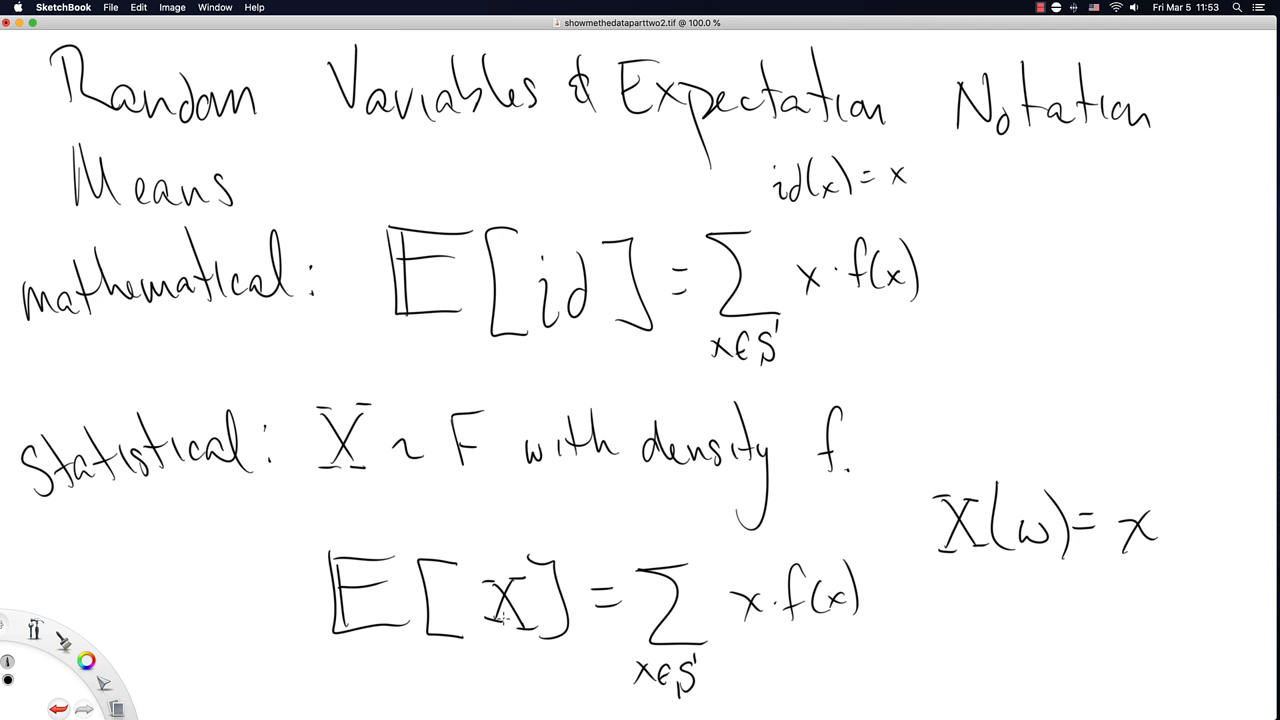 SketchBook File Edit Image Window Help Fri Mar 5 11:53
showmethedataparttwo2.tif @ 100.0 %
Random Variables & Expectation Notation
Means
id(x) = x
mathematical: E[id] = ∑ x · f(x)
x∈S
Statistical: X ~ F with density f.
X(ω) = x
E[X] = ∑ x · f(x)
x∈S